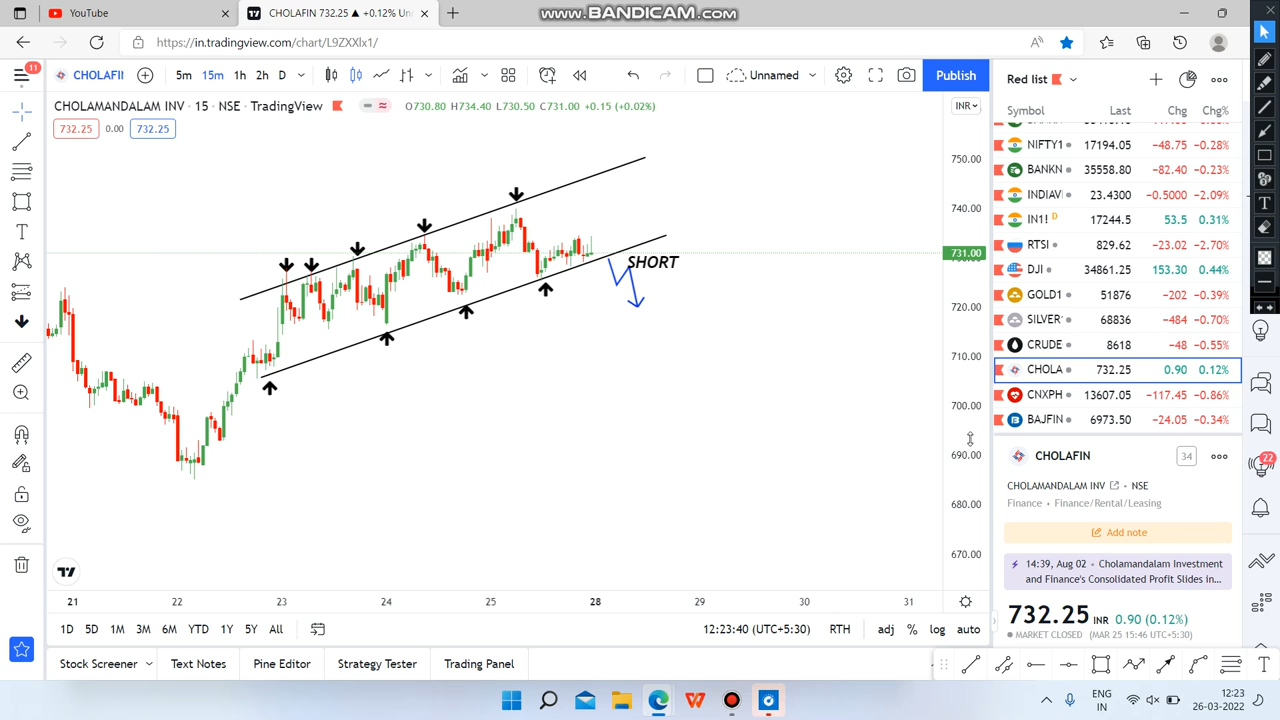 YouTube
CHOLAFIN 732.25 ▲ +0.12% Un
www.BANDICAM.com
https://in.tradingview.com/chart/L9ZXXlx1/
11
CHOLAFII
5m 15m 1h 2h D
Unnamed
Publish
Red list
CHOLAMANDALAM INV · 15 · NSE · TradingView
O730.80 H734.40 L730.50 C731.00 +0.15 (+0.02%)
INR
Symbol Last Chg Chg%
732.25 0.00 732.25
NIFTY1 17194.05 −48.75 −0.28%
BANKN 35558.80 −82.40 −0.23%
INDIAV 23.4300 −0.5000 −2.09%
IN1! D 17244.5 53.5 0.31%
RTSI 829.62 −23.02 −2.70%
DJI 34861.25 153.30 0.44%
GOLD1 51876 −202 −0.39%
SILVER 68836 −484 −0.70%
CRUDE 8618 −48 −0.55%
CHOLA 732.25 0.90 0.12%
CNXPH 13607.05 −117.45 −0.86%
BAJFIN 6973.50 −24.05 −0.34%
750.00
740.00
731.00
720.00
710.00
700.00
690.00
680.00
670.00
SHORT
CHOLAFIN 34
CHOLAMANDALAM INV · NSE
Finance · Finance/Rental/Leasing
Add note
14:39, Aug 02 · Cholamandalam Investment
and Finance's Consolidated Profit Slides in...
732.25 INR 0.90 (0.12%)
MARKET CLOSED (MAR 25 15:46 UTC+5:30)
22
21 22 23 24 25 28 29 30 31
1D 5D 1M 3M 6M YTD 1Y 5Y All
12:23:40 (UTC+5:30) RTH adj % log auto
Stock Screener Text Notes Pine Editor Strategy Tester Trading Panel
ENG
IN
12:23
26-03-2022